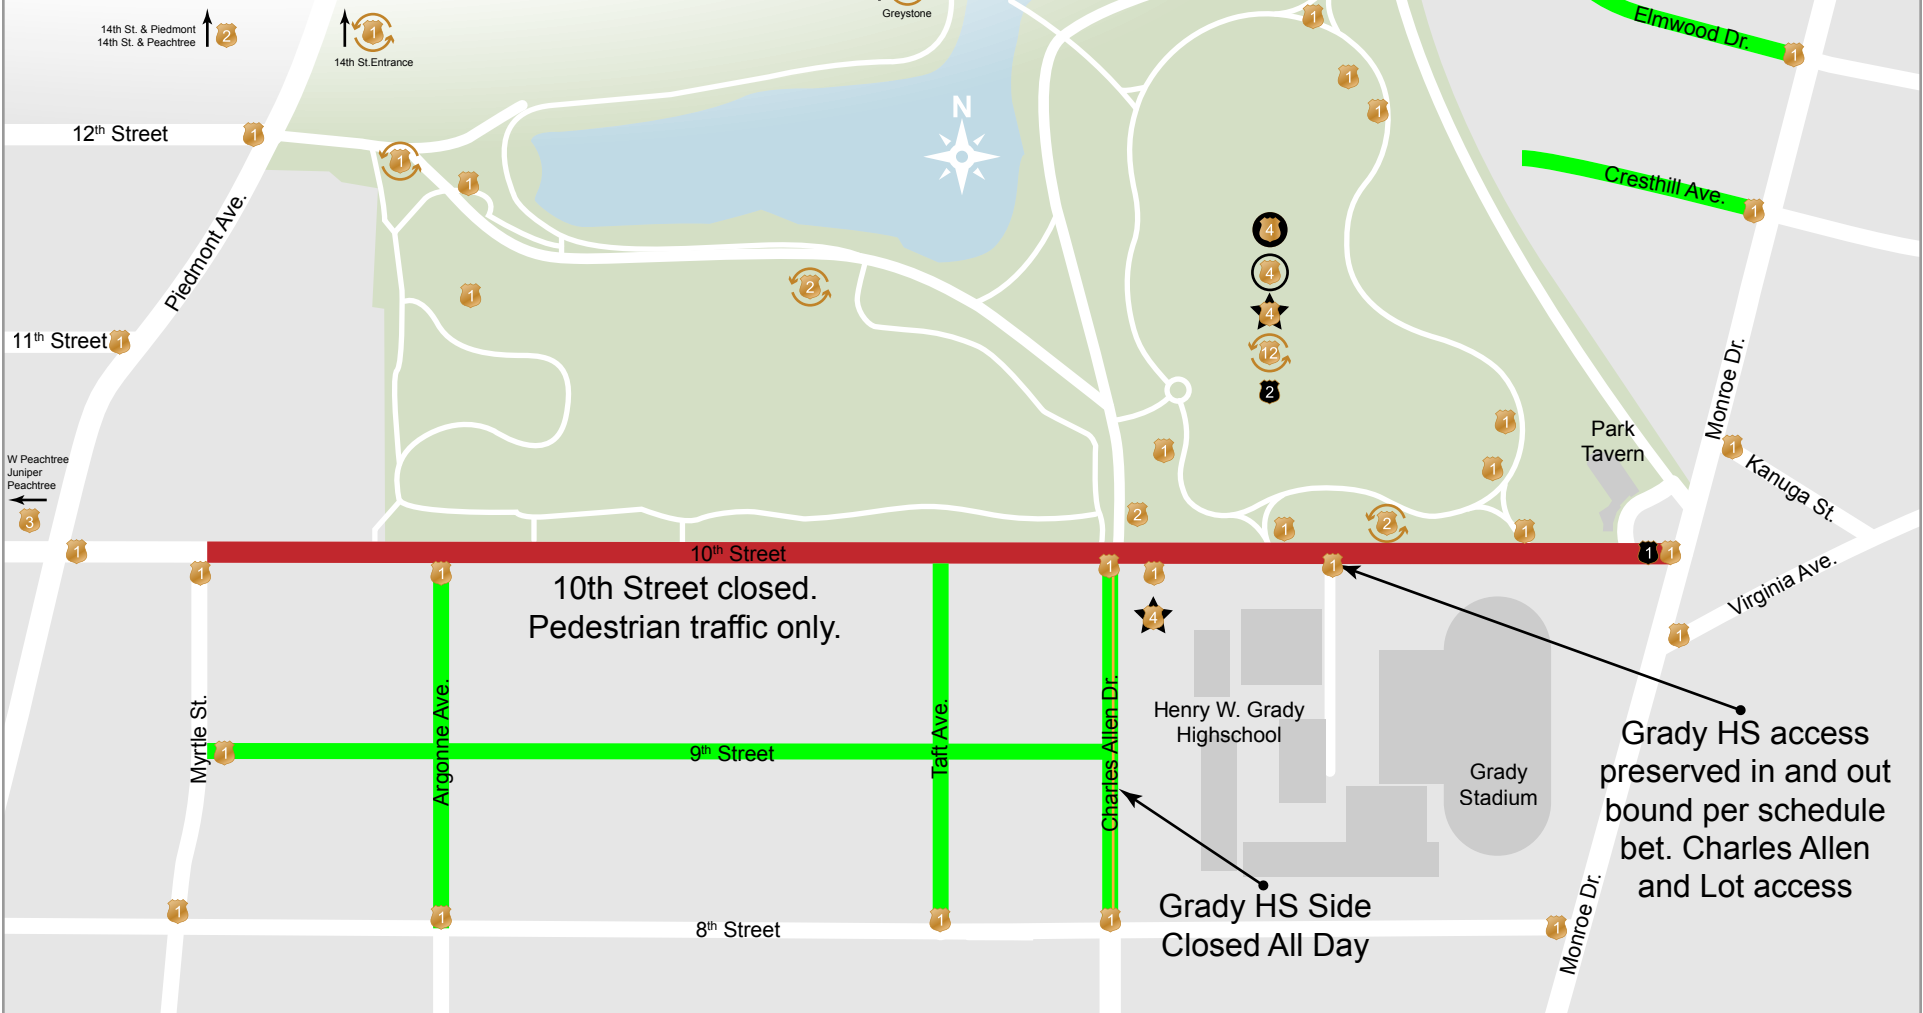 14th St. & Piedmont
14th St. & Peachtree
2
1
14th St.Entrance
Greystone
1
Elmwood Dr.
1
1
1
N
12th Street
1
1
1
Cresthill Ave.
1
Piedmont Ave.
4
4
4
12
2
1
2
11th Street
1
Monroe Dr.
W Peachtree
Juniper
Peachtree
3
Park
Tavern
1
1
1
1
Kanuga St.
2
1
2
1
1
10th Street
1
1
Virginia Ave.
1
1
1
1
1
10th Street closed.
Pedestrian traffic only.
4
1
Myrtle St.
Argonne Ave.
Taft Ave.
Charles Allen Dr.
Henry W. Grady
Highschool
1
9th Street
Grady
Stadium
Grady HS access
preserved in and out
bound per schedule
bet. Charles Allen
and Lot access
Grady HS Side
Closed All Day
1
1
1
1
1
8th Street
Monroe Dr.